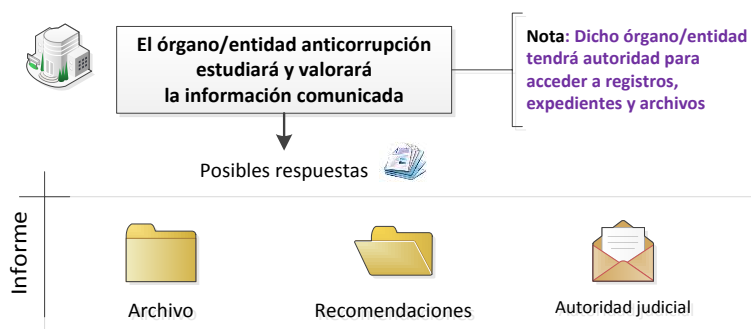 El órgano/entidad anticorrupción
estudiará y valorará
la información comunicada
Nota: Dicho órgano/entidad
tendrá autoridad para
acceder a registros,
expedientes y archivos
Posibles respuestas
Informe
Archivo
Recomendaciones
Autoridad judicial